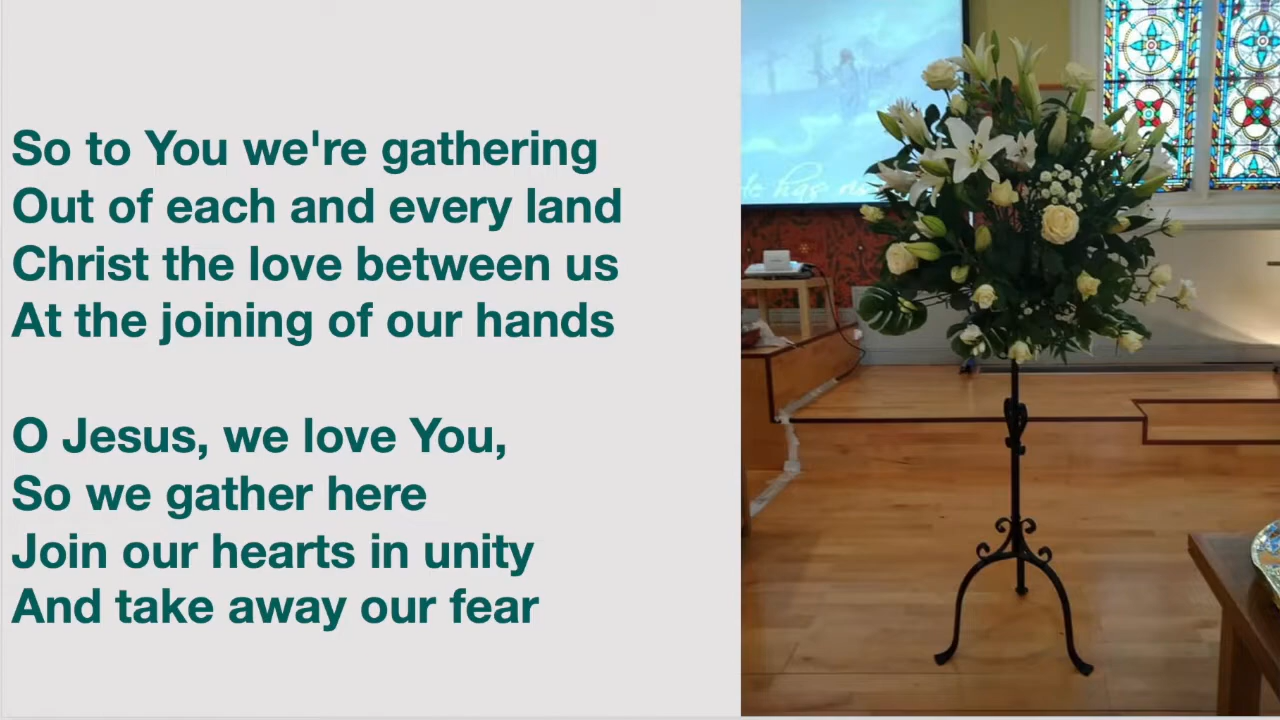 So to You we're gathering
Out of each and every land
Christ the love between us
At the joining of our hands
O Jesus, we love You,
So we gather here
Join our hearts in unity
And take away our fear
He has